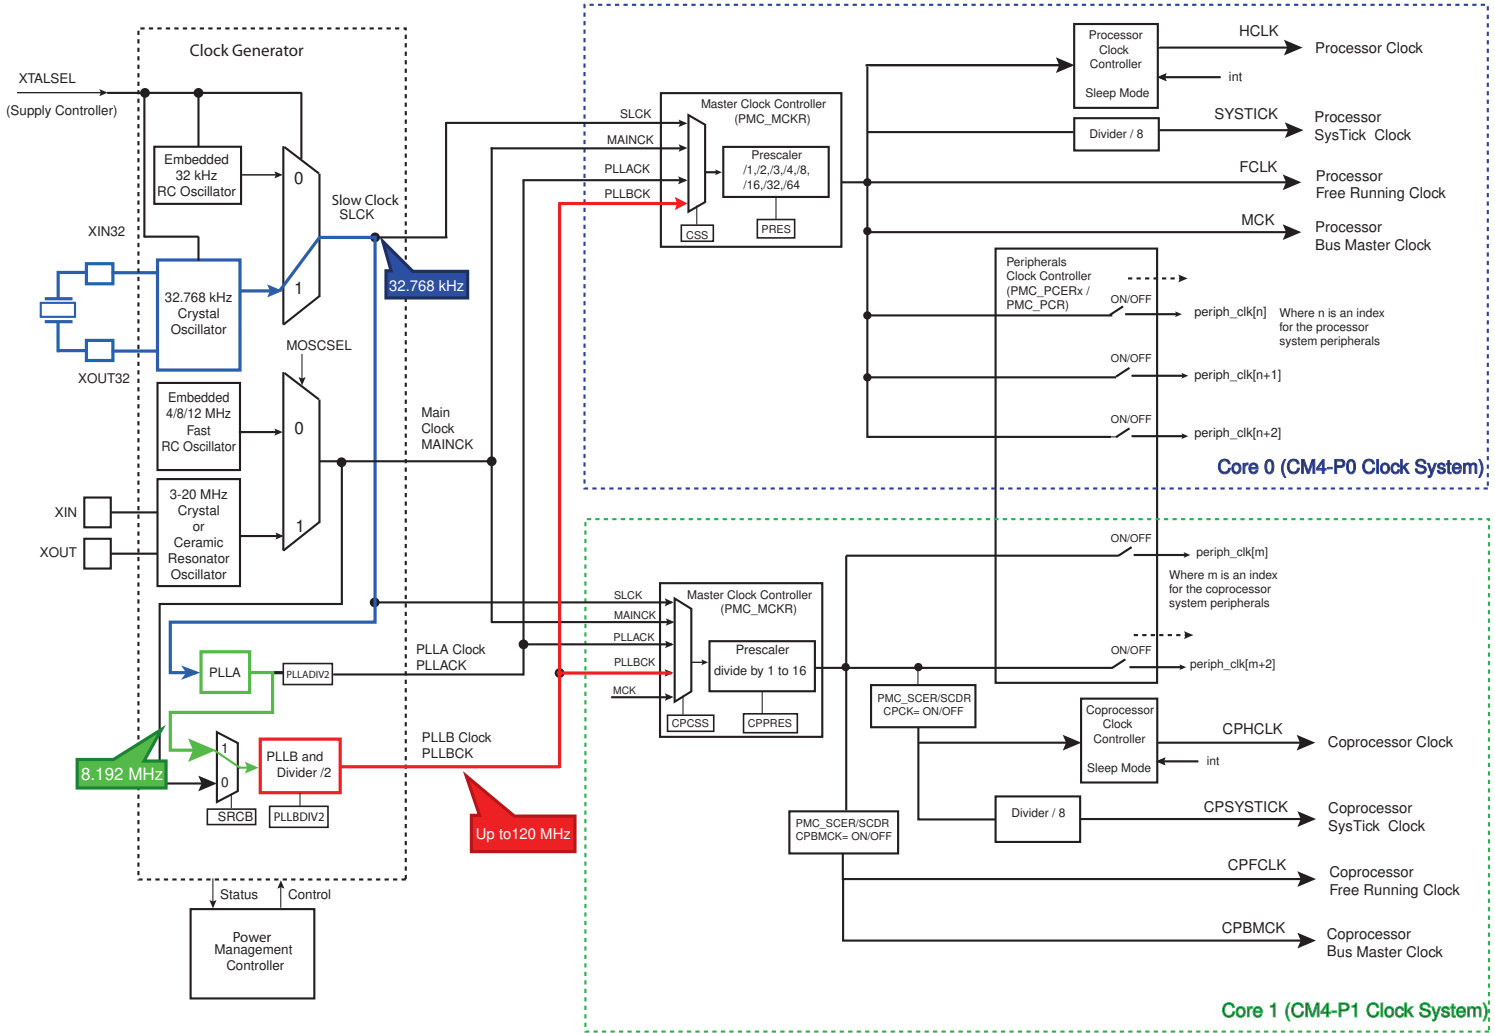 Clock Generator
XTALSEL
(Supply Controller)
Embedded
32 kHz
RC Oscillator
0
1
Slow Clock
SLCK
32.768 kHz
XIN32
32.768 kHz
Crystal
Oscillator
XOUT32
MOSCSEL
Embedded
4/8/12 MHz
Fast
RC Oscillator
0
1
Main
Clock
MAINCK
XIN
XOUT
3-20 MHz
Crystal
or
Ceramic
Resonator
Oscillator
PLLA
PLLADIV2
PLLA Clock
PLLACK
8.192 MHz
1
0
SRCB
PLLB and
Divider /2
PLLBDIV2
PLLB Clock
PLLBCK
Up to120 MHz
Status
Control
Power
Management
Controller
SLCK
MAINCK
PLLACK
PLLBCK
Master Clock Controller
(PMC_MCKR)
Prescaler
/1,/2,/3,/4,/8,
/16,/32,/64
CSS
PRES
Processor
Clock
Controller
Sleep Mode
HCLK
Processor Clock
int
Divider / 8
SYSTICK
Processor
SysTick Clock
FCLK
Processor
Free Running Clock
MCK
Processor
Bus Master Clock
Peripherals
Clock Controller
(PMC_PCERx /
PMC_PCR)
ON/OFF
periph_clk[n]
Where n is an index
for the processor
system peripherals
ON/OFF
periph_clk[n+1]
ON/OFF
periph_clk[n+2]
Core 0 (CM4-P0 Clock System)
SLCK
MAINCK
PLLACK
PLLBCK
MCK
Master Clock Controller
(PMC_MCKR)
Prescaler
divide by 1 to 16
CPCSS
CPPRES
ON/OFF
periph_clk[m]
Where m is an index
for the coprocessor
system peripherals
ON/OFF
periph_clk[m+2]
PMC_SCER/SCDR
CPCK= ON/OFF
Coprocessor
Clock
Controller
Sleep Mode
CPHCLK
Coprocessor Clock
int
PMC_SCER/SCDR
CPBMCK= ON/OFF
Divider / 8
CPSYSTICK
Coprocessor
SysTick Clock
CPFCLK
Coprocessor
Free Running Clock
CPBMCK
Coprocessor
Bus Master Clock
Core 1 (CM4-P1 Clock System)